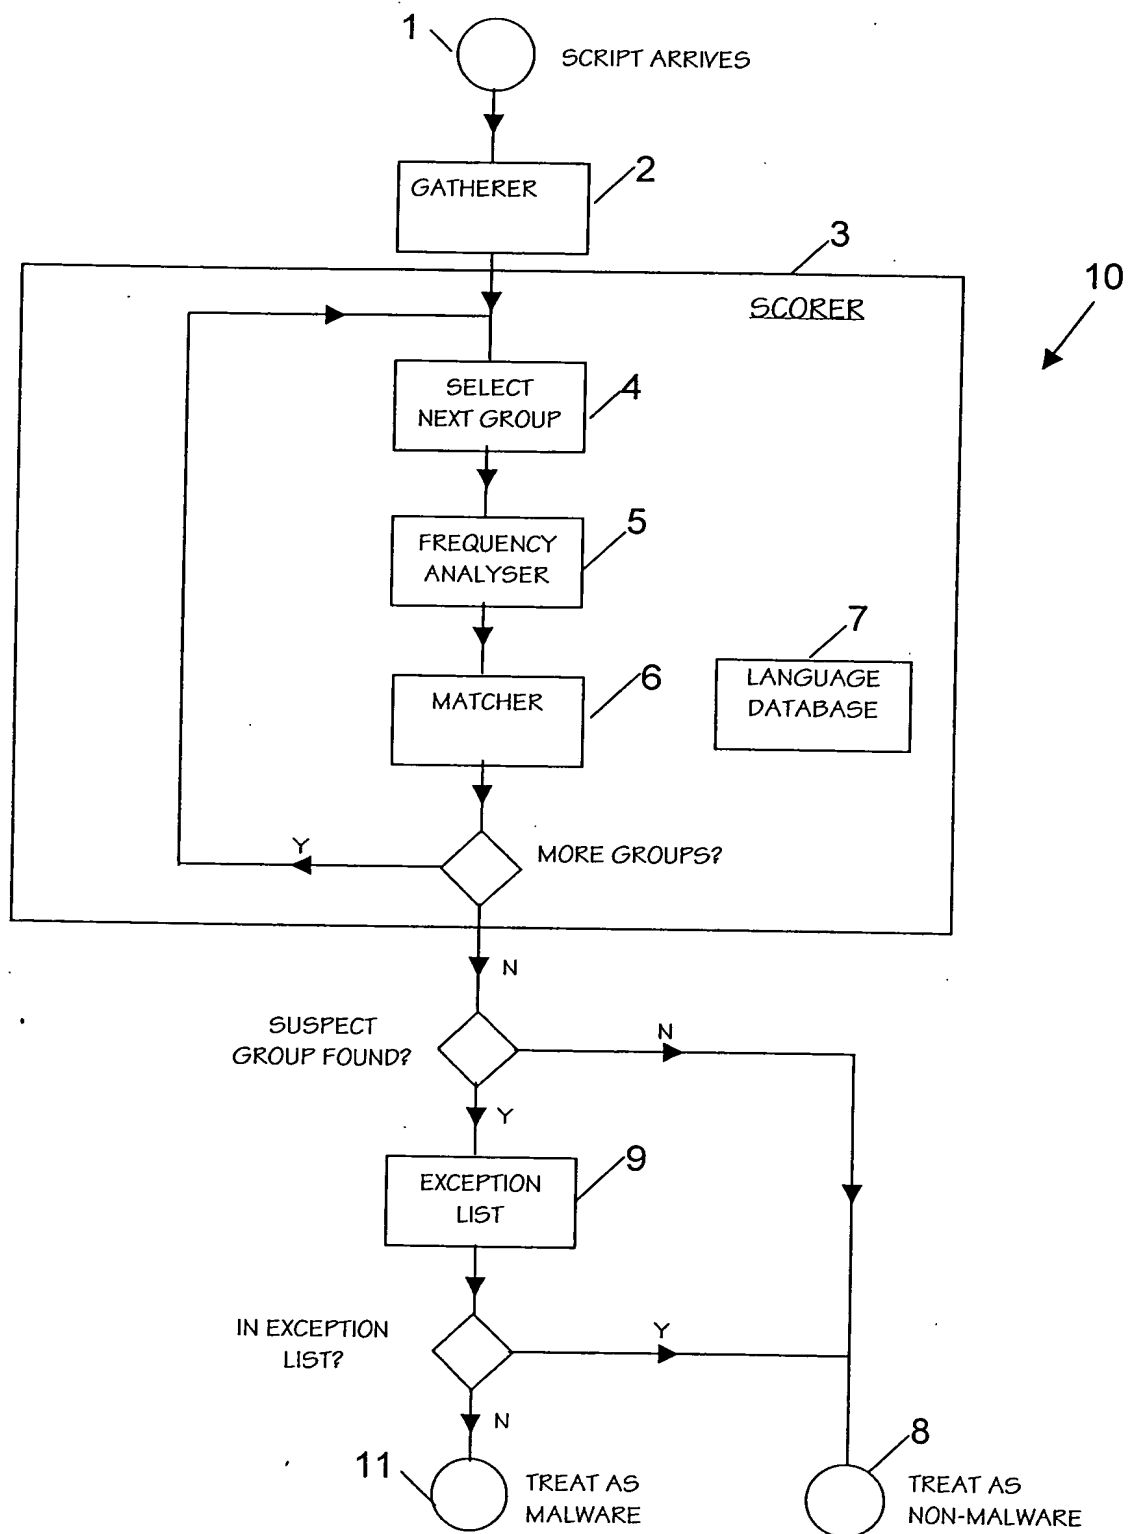 1
SCRIPT ARRIVES
GATHERER
2
3
SCORER
10
SELECT
NEXT GROUP
4
FREQUENCY
ANALYSER
5
MATCHER
6
7
LANGUAGE
DATABASE
Y
MORE GROUPS?
N
SUSPECT
GROUP FOUND?
N
Y
EXCEPTION
LIST
9
IN EXCEPTION
LIST?
Y
N
11
TREAT AS
MALWARE
8
TREAT AS
NON-MALWARE